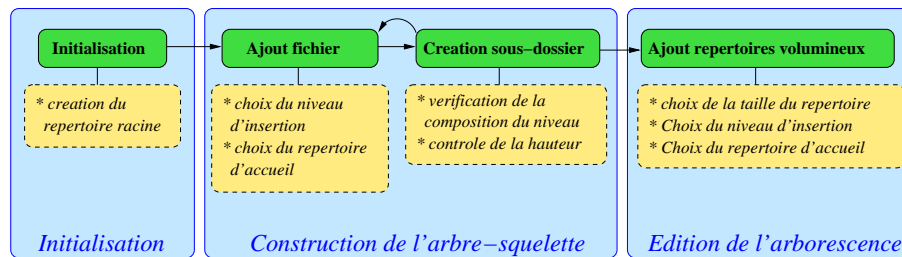 Initialisation
* creation du
repertoire racine
Initialisation
Ajout fichier
* choix du niveau
d'insertion
* choix du repertoire
d'accueil
Creation sous−dossier
* verification de la
composition du niveau
* controle de la hauteur
Construction de l'arbre−squelette
Ajout repertoires volumineux
* choix de la taille du repertoire
* Choix du niveau d'insertion
* Choix du repertoire d'accueil
Edition de l'arborescence